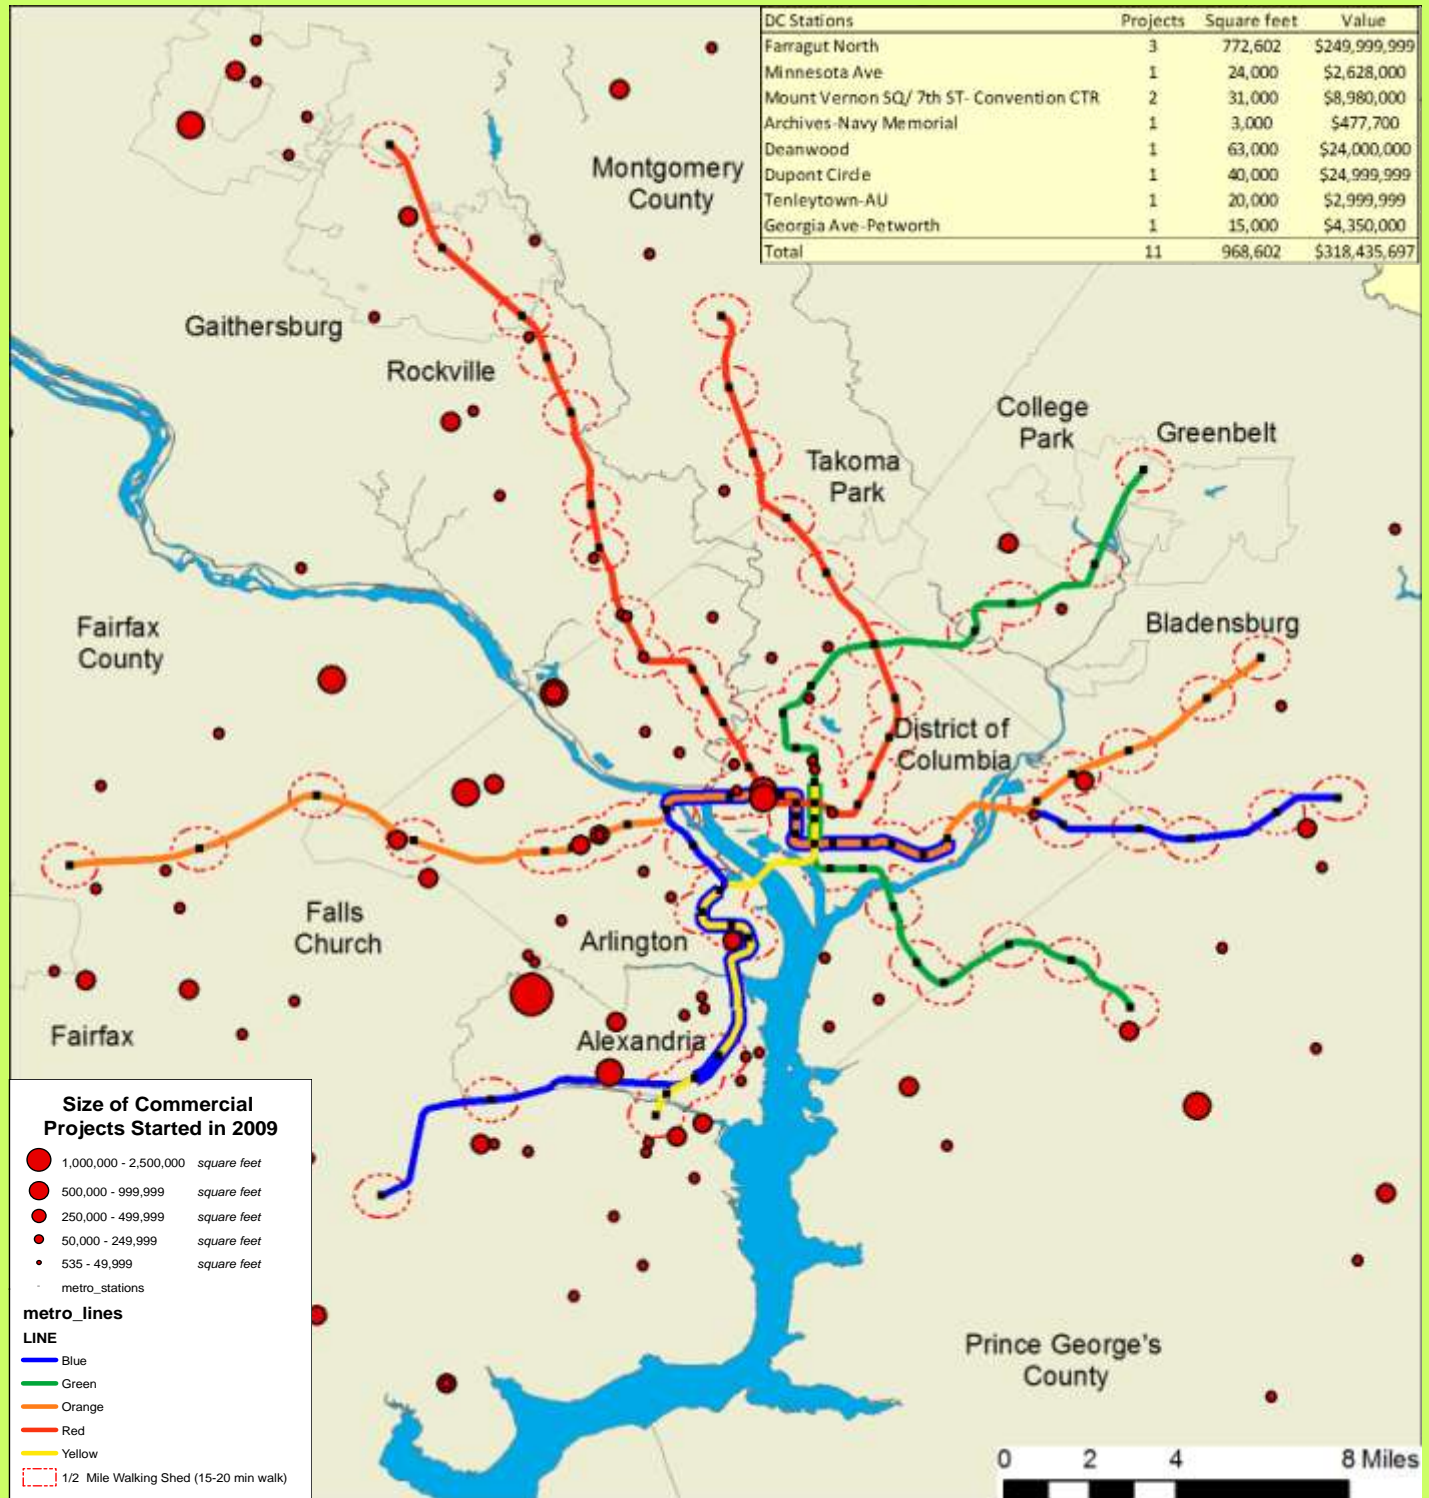 DC Stations Projects Square feet Value
Farragut North 3 772,602 $249,999,999
Minnesota Ave 1 24,000 $2,628,000
Mount Vernon SQ/ 7th ST- Convention CTR 2 31,000 $8,980,000
Archives-Navy Memorial 1 3,000 $477,700
Deanwood 1 63,000 $24,000,000
Dupont Circle 1 40,000 $24,999,999
Tenleytown-AU 1 20,000 $2,999,999
Georgia Ave-Petworth 1 15,000 $4,350,000
Total 11 968,602 $318,435,697
Montgomery
County
Gaithersburg
Rockville
College
Park
Greenbelt
Takoma
Park
Fairfax
County
Bladensburg
District of
Columbia
Falls
Church
Arlington
Fairfax
Alexandria
Prince George's
County
Size of Commercial
Projects Started in 2009
1,000,000 - 2,500,000 square feet
500,000 - 999,999 square feet
250,000 - 499,999 square feet
50,000 - 249,999 square feet
535 - 49,999 square feet
metro_stations
metro_lines
LINE
Blue
Green
Orange
Red
Yellow
1/2 Mile Walking Shed (15-20 min walk)
0 2 4 8 Miles